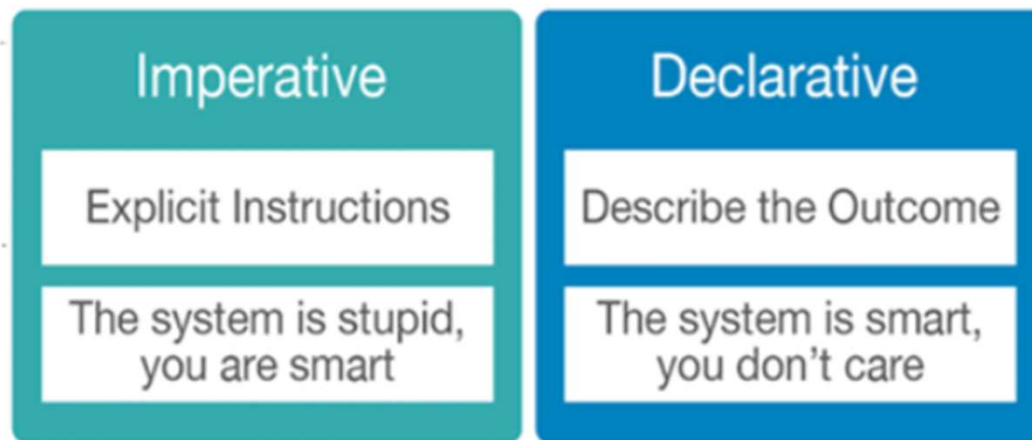 Imperative
Explicit Instructions
The system is stupid,
you are smart
Declarative
Describe the Outcome
The system is smart,
you don't care